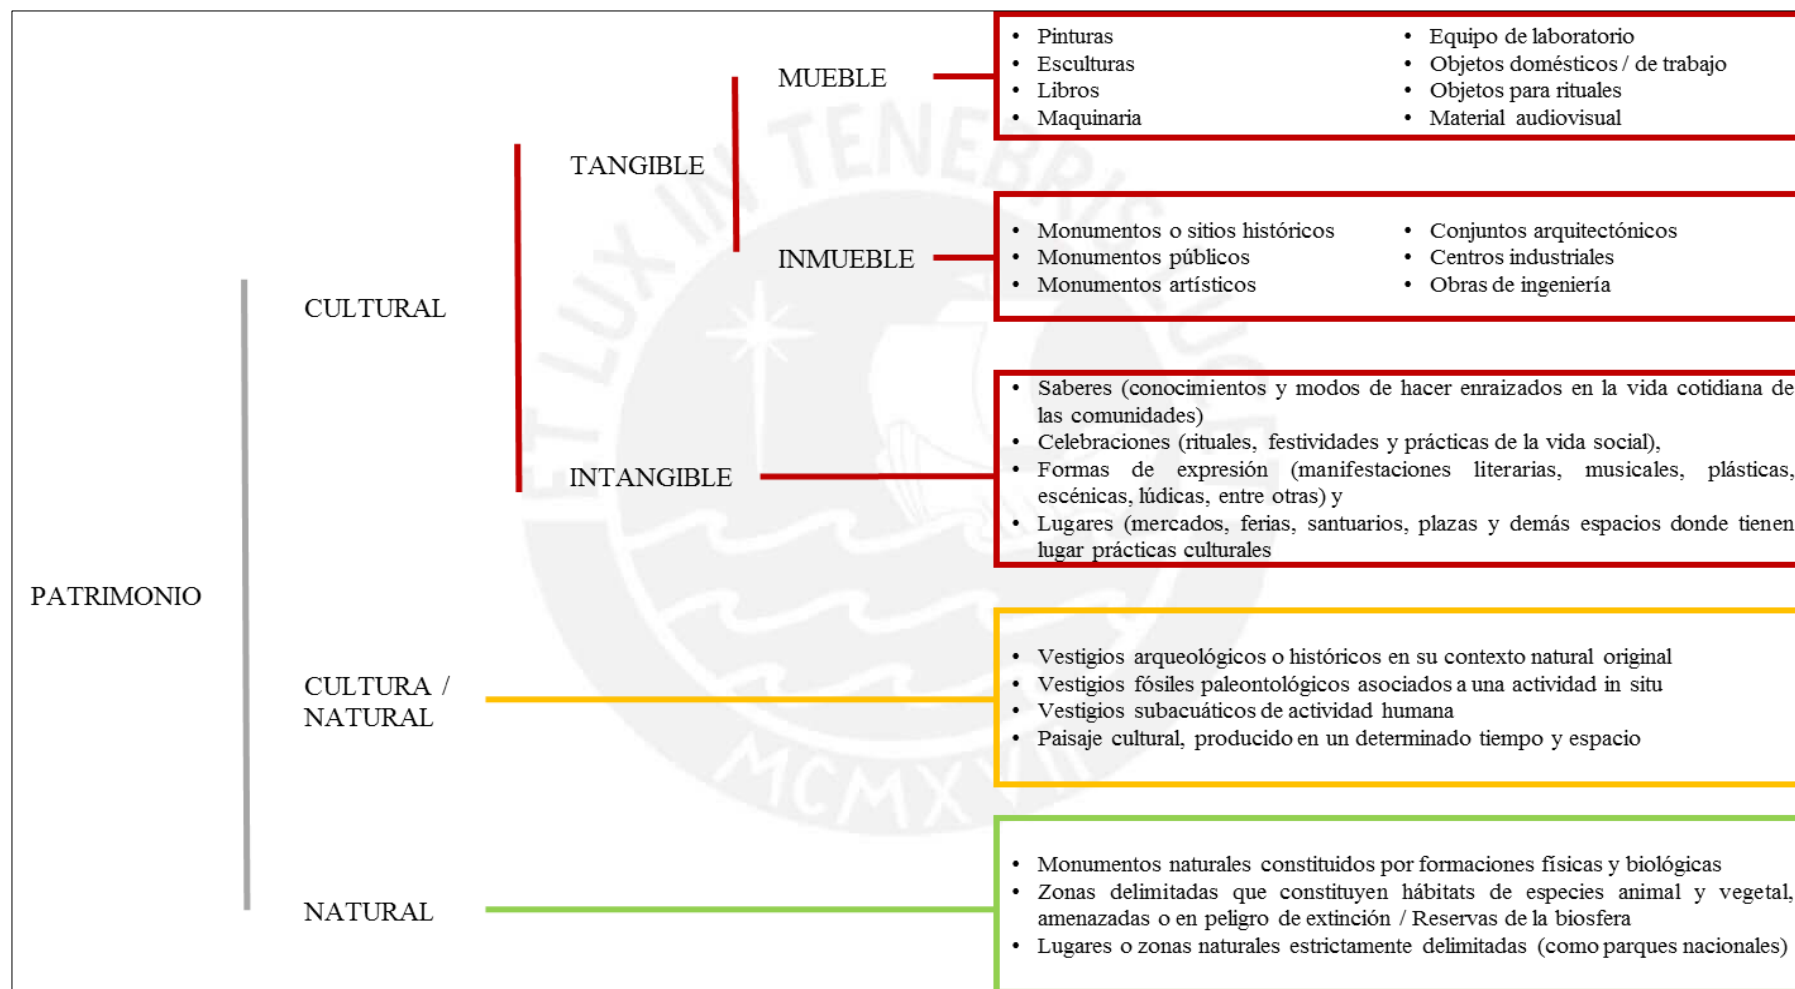 PATRIMONIO
CULTURAL
TANGIBLE
MUEBLE
• Pinturas
• Esculturas
• Libros
• Maquinaria
• Equipo de laboratorio
• Objetos domésticos / de trabajo
• Objetos para rituales
• Material audiovisual
INMUEBLE
• Monumentos o sitios históricos
• Monumentos públicos
• Monumentos artísticos
• Conjuntos arquitectónicos
• Centros industriales
• Obras de ingeniería
INTANGIBLE
• Saberes (conocimientos y modos de hacer enraizados en la vida cotidiana de
las comunidades)
• Celebraciones (rituales, festividades y prácticas de la vida social),
• Formas de expresión (manifestaciones literarias, musicales, plásticas,
escénicas, lúdicas, entre otras) y
• Lugares (mercados, ferias, santuarios, plazas y demás espacios donde tienen
lugar prácticas culturales
CULTURA /
NATURAL
• Vestigios arqueológicos o históricos en su contexto natural original
• Vestigios fósiles paleontológicos asociados a una actividad in situ
• Vestigios subacuáticos de actividad humana
• Paisaje cultural, producido en un determinado tiempo y espacio
NATURAL
• Monumentos naturales constituidos por formaciones físicas y biológicas
• Zonas delimitadas que constituyen hábitats de especies animal y vegetal,
amenazadas o en peligro de extinción / Reservas de la biosfera
• Lugares o zonas naturales estrictamente delimitadas (como parques nacionales)
ET LUX IN TENEBRIS LUCET
MCMXVII